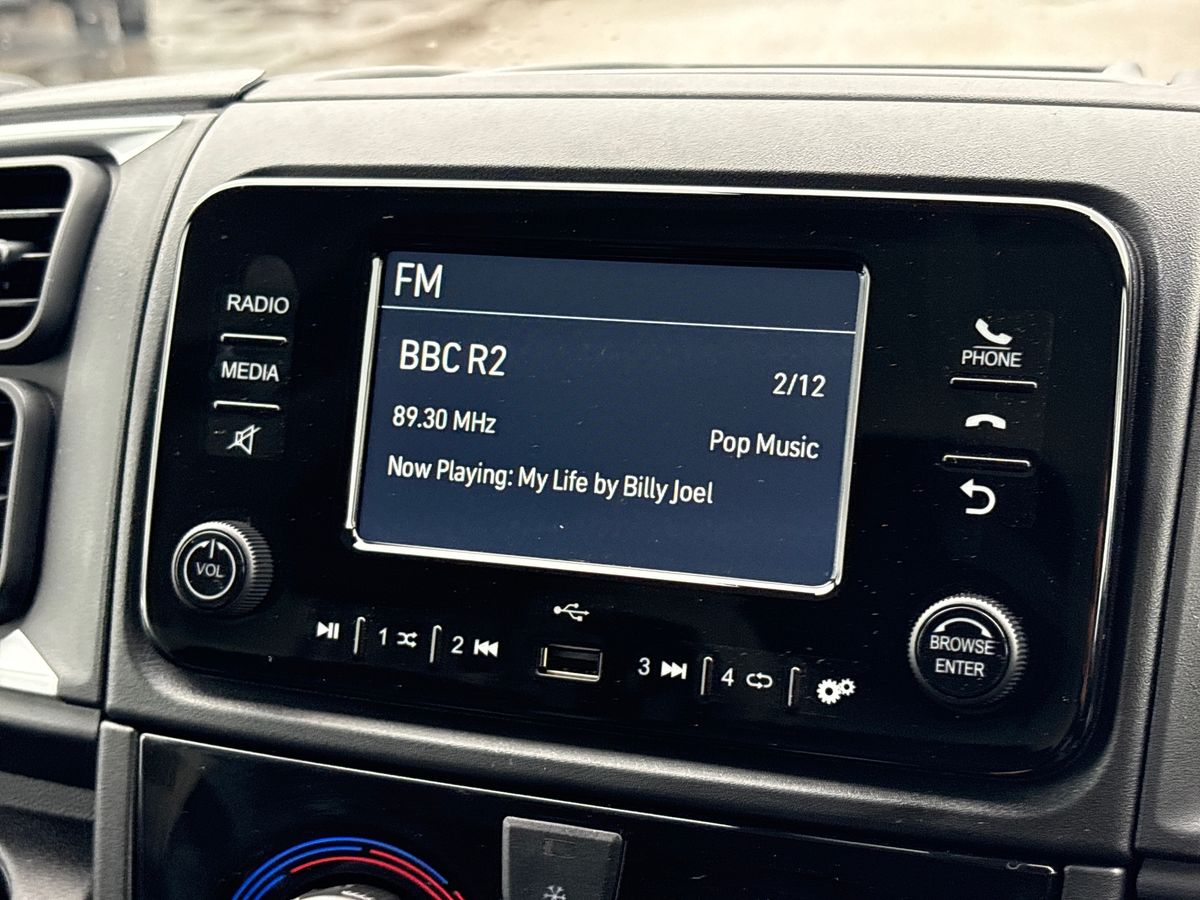 FM
BBC R2
2/12
89.30 MHz
Pop Music
Now Playing: My Life by Billy Joel
RADIO
MEDIA
VOL
PHONE
BROWSE
ENTER
1
2
3
4